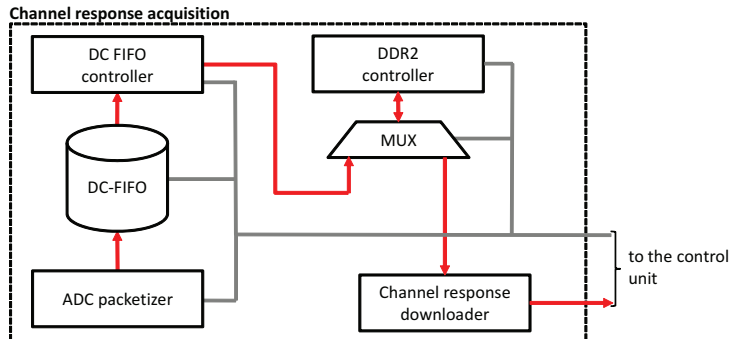 Channel response acquisition
DC FIFO
controller
DDR2
controller
MUX
DC-FIFO
to the control
unit
ADC packetizer
Channel response
downloader